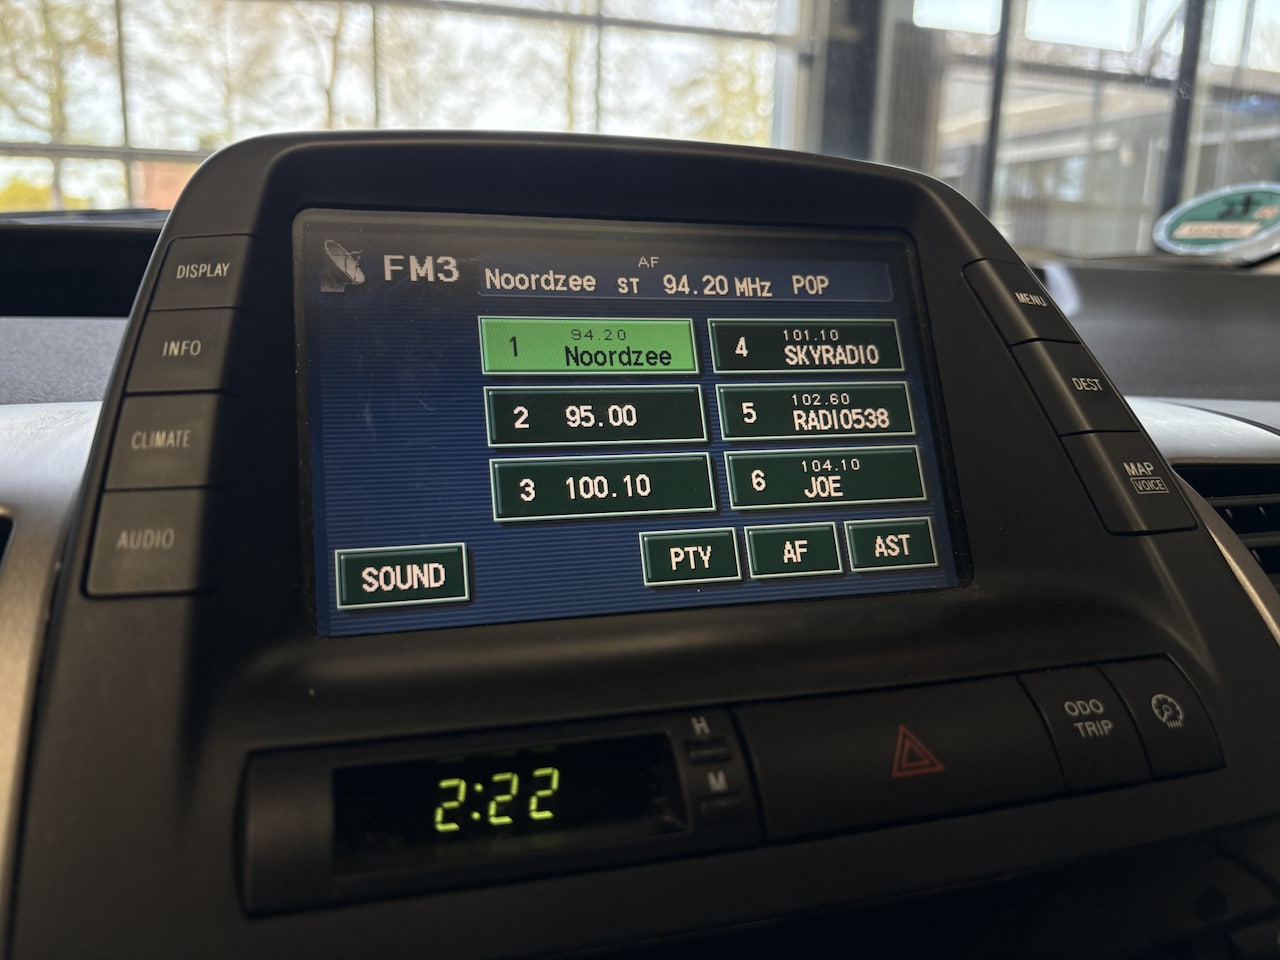 DISPLAY
INFO
CLIMATE
AUDIO
FM3
AF
Noordzee ST 94.20 MHz POP
1 94.20 Noordzee
2 95.00
3 100.10
4 101.10 SKYRADIO
5 102.60 RADIO538
6 104.10 JOE
SOUND
PTY
AF
AST
MENU
DEST
MAP
VOICE
2:22
H
M
ODO
TRIP